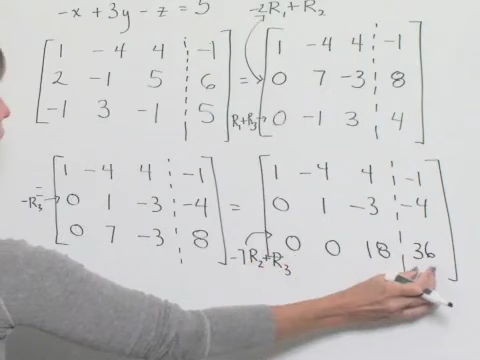 -x + 3y - z = 5 -2R₁ + R₂
1 -4 4 -1 = 1 -4 4 -1
2 -1 5 6 0 7 -3 8
-1 3 -1 5 R₁+R₃ 0 -1 3 4
1 -4 4 -1 = 1 -4 4 -1
-R₃ 0 1 -3 -4 0 1 -3 -4
0 7 -3 8 -7R₂+R₃ 0 0 18 36